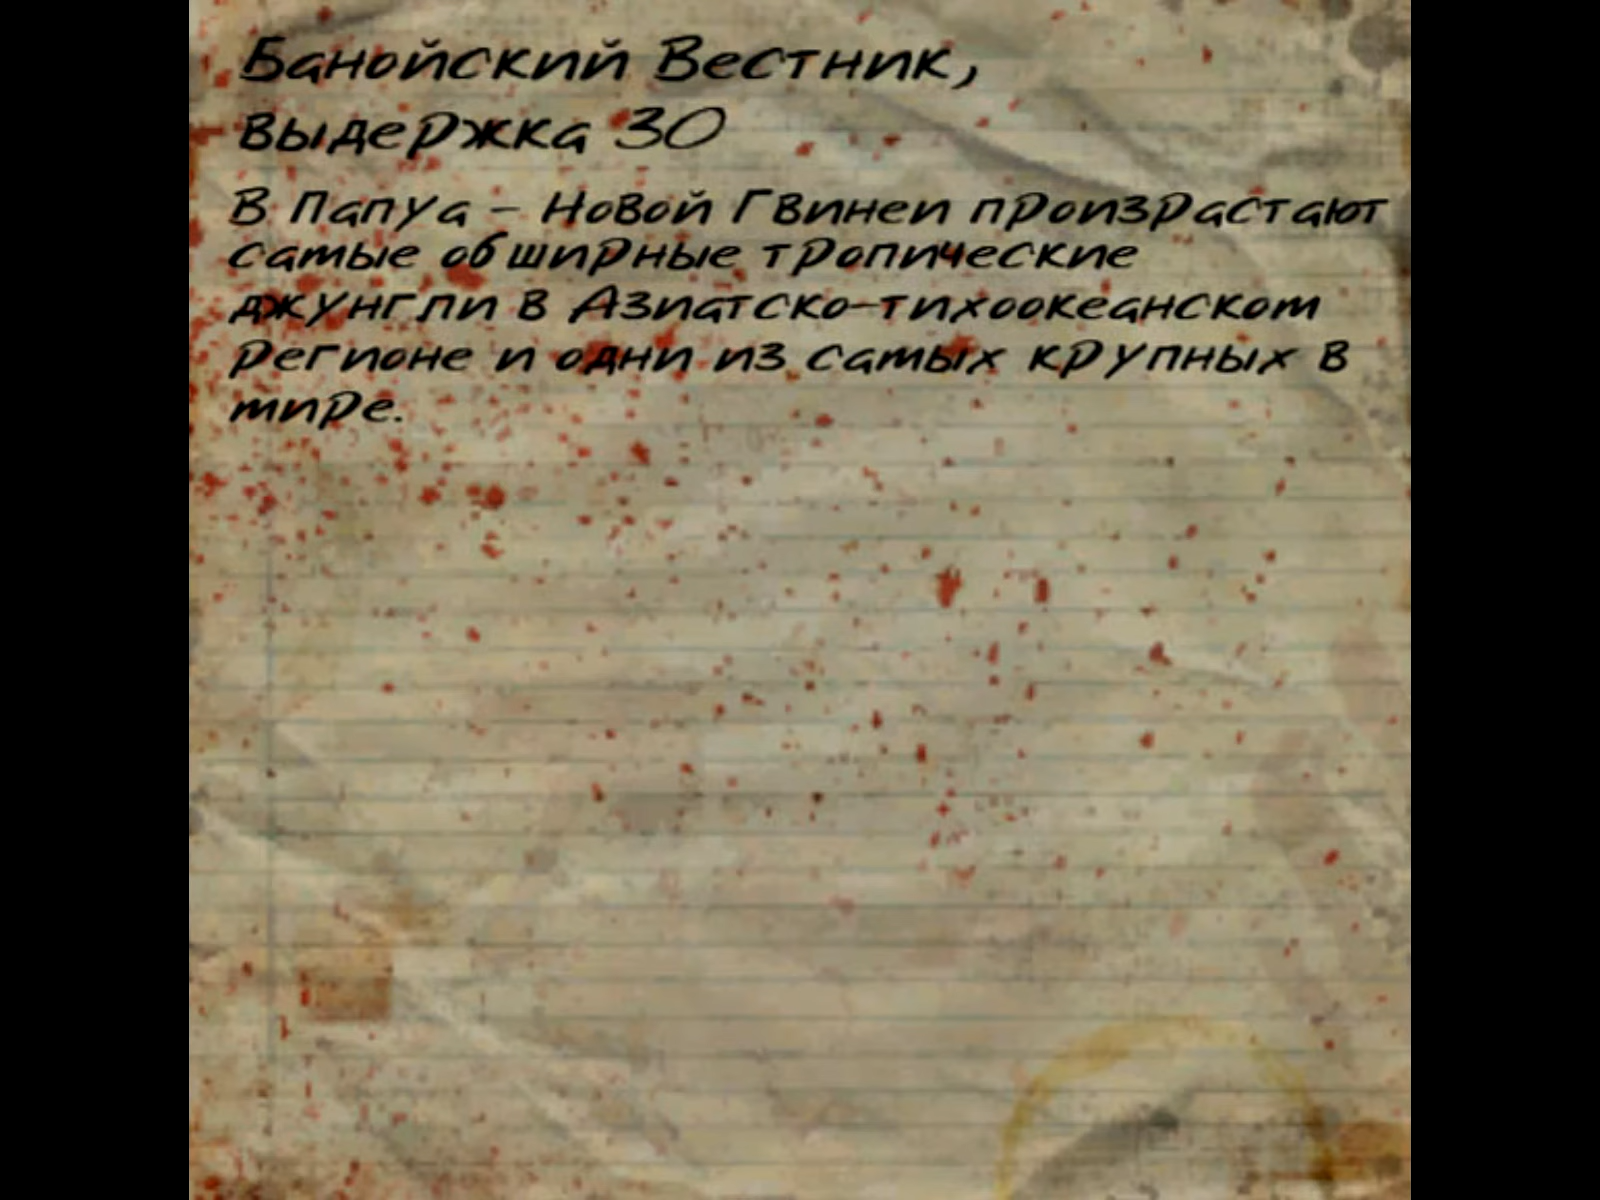 Банойский Вестник,
выдержка 30
В Папуа - Новой Гвинеи произрастают
самые обширные тропические
джунгли в Азиатско-тихоокеанском
регионе и одни из самых крупных в
мире.